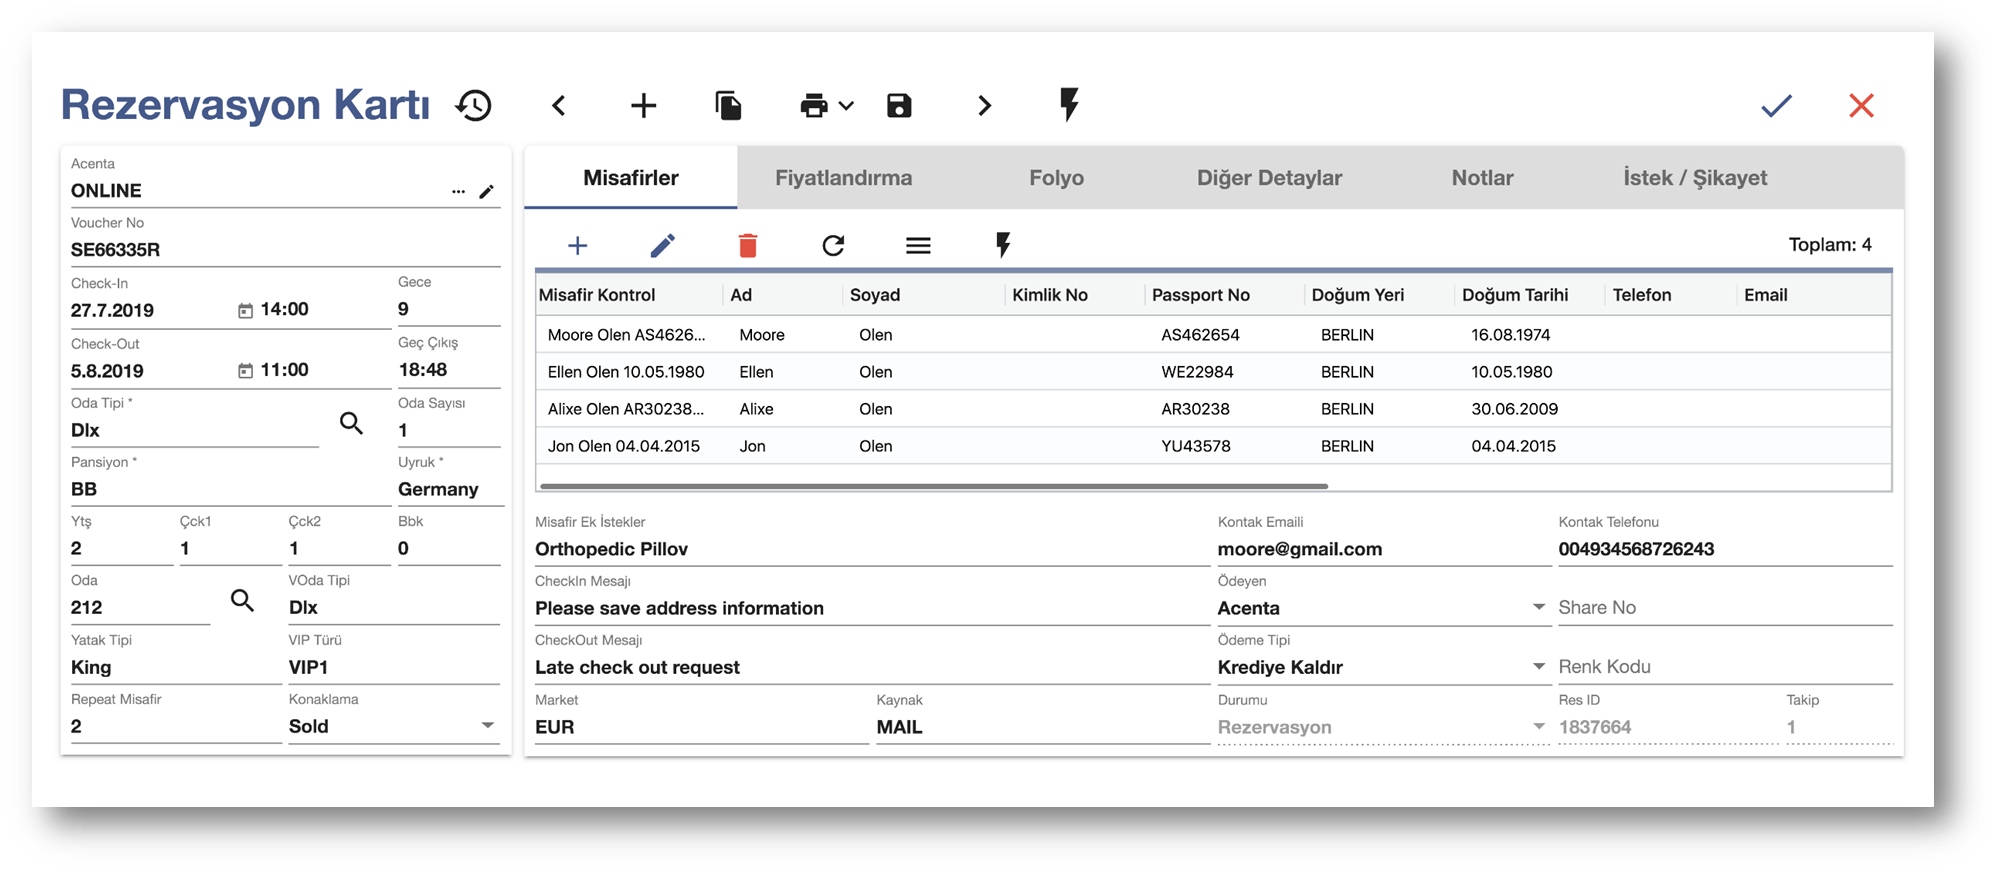 Rezervasyon Kartı
Acenta
ONLINE
Voucher No
SE66335R
Check-In
Gece
27.7.2019 14:00
9
Check-Out
Geç Çıkış
5.8.2019 11:00
18:48
Oda Tipi *
Oda Sayısı
Dlx
1
Pansiyon *
Uyruk *
BB
Germany
Ytş Çck1 Çck2 Bbk
2 1 1 0
Oda VOda Tipi
212 Dlx
Yatak Tipi VIP Türü
King VIP1
Repeat Misafir Konaklama
2 Sold
Misafirler Fiyatlandırma Folyo Diğer Detaylar Notlar İstek / Şikayet
Toplam: 4
Misafir Kontrol Ad Soyad Kimlik No Passport No Doğum Yeri Doğum Tarihi Telefon Email
Moore Olen AS4626... Moore Olen AS462654 BERLIN 16.08.1974
Ellen Olen 10.05.1980 Ellen Olen WE22984 BERLIN 10.05.1980
Alixe Olen AR30238... Alixe Olen AR30238 BERLIN 30.06.2009
Jon Olen 04.04.2015 Jon Olen YU43578 BERLIN 04.04.2015
Misafir Ek İstekler Kontak Emaili Kontak Telefonu
Orthopedic Pillov moore@gmail.com 004934568726243
CheckIn Mesajı Ödeyen
Please save address information Acenta Share No
CheckOut Mesajı Ödeme Tipi
Late check out request Krediye Kaldır Renk Kodu
Market Kaynak Durumu Res ID Takip
EUR MAIL Rezervasyon 1837664 1